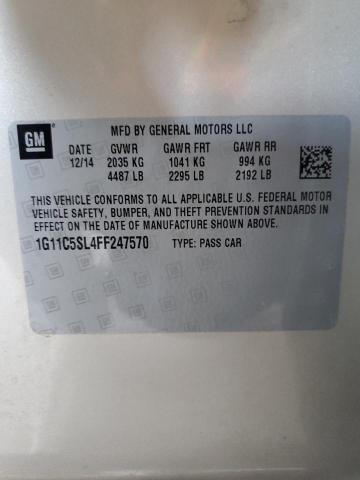 GM
MFD BY GENERAL MOTORS LLC
DATE GVWR GAWR FRT GAWR RR
12/14 2035 KG 1041 KG 994 KG
4487 LB 2295 LB 2192 LB
THIS VEHICLE CONFORMS TO ALL APPLICABLE U.S. FEDERAL MOTOR
VEHICLE SAFETY, BUMPER, AND THEFT PREVENTION STANDARDS IN
EFFECT ON THE DATE OF MANUFACTURE SHOWN ABOVE.
1G11C5SL4FF247570 TYPE: PASS CAR